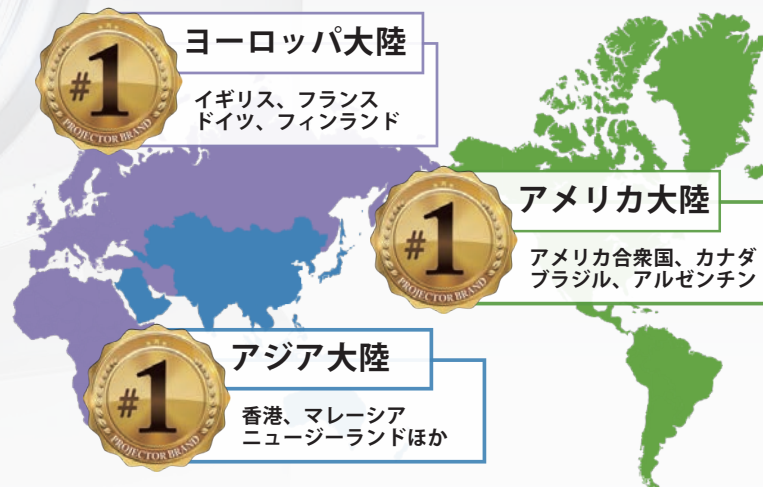 #1
PROJECTOR BRAND
ヨーロッパ大陸
イギリス、フランス
ドイツ、フィンランド
#1
PROJECTOR BRAND
アメリカ大陸
アメリカ合衆国、カナダ
ブラジル、アルゼンチン
#1
PROJECTOR BRAND
アジア大陸
香港、マレーシア
ニュージーランドほか